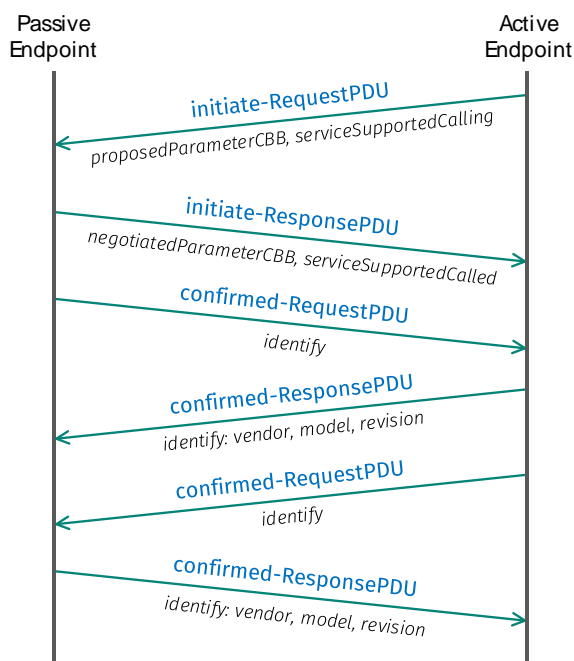 Passive
Endpoint
Active
Endpoint
initiate-RequestPDU
proposedParameterCBB, serviceSupportedCalling
initiate-ResponsePDU
negotiatedParameterCBB, serviceSupportedCalled
confirmed-RequestPDU
identify
confirmed-ResponsePDU
identify: vendor, model, revision
confirmed-RequestPDU
identify
confirmed-ResponsePDU
identify: vendor, model, revision